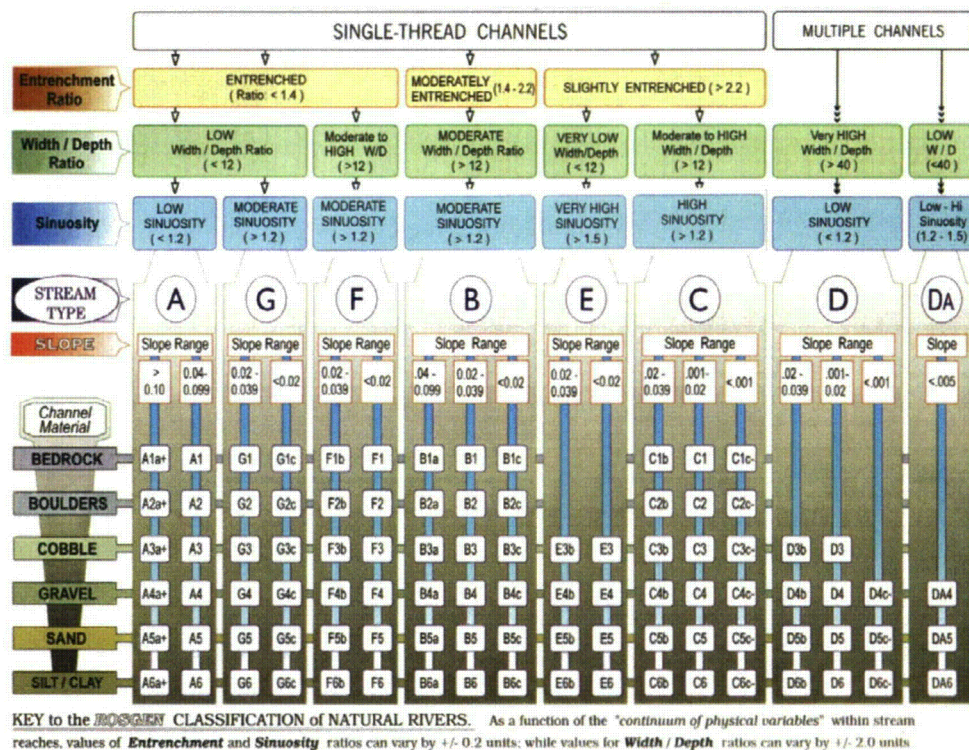 SINGLE-THREAD CHANNELS MULTIPLE CHANNELS
Entrenchment Ratio ENTRENCHED (Ratio: < 1.4) MODERATELY ENTRENCHED (1.4 - 2.2) SLIGHTLY ENTRENCHED (> 2.2)
Width / Depth Ratio LOW Width / Depth Ratio (< 12) Moderate to HIGH W/D (>12) MODERATE Width / Depth Ratio (> 12) VERY LOW Width/Depth (< 12) Moderate to HIGH Width / Depth (> 12) Very HIGH Width / Depth (> 40) LOW W / D (<40)
Sinuosity LOW SINUOSITY (< 1.2) MODERATE SINUOSITY (> 1.2) MODERATE SINUOSITY (> 1.2) MODERATE SINUOSITY (> 1.2) VERY HIGH SINUOSITY (> 1.5) HIGH SINUOSITY (> 1.2) LOW SINUOSITY (< 1.2) Low - Hi Sinuosity (1.2 - 1.5)
STREAM TYPE A G F B E C D DA
SLOPE Slope Range Slope Range Slope Range Slope Range Slope Range Slope Range Slope Range Slope
> 0.10 0.04-0.099 0.02 - 0.039 <0.02 0.02 - 0.039 <0.02 .04 - 0.099 0.02 - 0.039 <0.02 0.02 - 0.039 <0.02 .02 - 0.039 .001- 0.02 <.001 .02 - 0.039 .001- 0.02 <.001 <.005
Channel Material
BEDROCK A1a+ A1 G1 G1c F1b F1 B1a B1 B1c C1b C1 C1c-
BOULDERS A2a+ A2 G2 G2c F2b F2 B2a B2 B2c C2b C2 C2c-
COBBLE A3a+ A3 G3 G3c F3b F3 B3a B3 B3c E3b E3 C3b C3 C3c- D3b D3
GRAVEL A4a+ A4 G4 G4c F4b F4 B4a B4 B4c E4b E4 C4b C4 C4c- D4b D4 D4c- DA4
SAND A5a+ A5 G5 G5c F5b F5 B5a B5 B5c E5b E5 C5b C5 C5c- D5b D5 D5c- DA5
SILT / CLAY A6a+ A6 G6 G6c F6b F6 B6a B6 B6c E6b E6 C6b C6 C6c- D6b D6 D6c- DA6
KEY to the ROSGEN CLASSIFICATION of NATURAL RIVERS. As a function of the "continuum of physical variables" within stream
reaches, values of Entrenchment and Sinuosity ratios can vary by +/- 0.2 units; while values for Width / Depth ratios can vary by +/- 2.0 units.